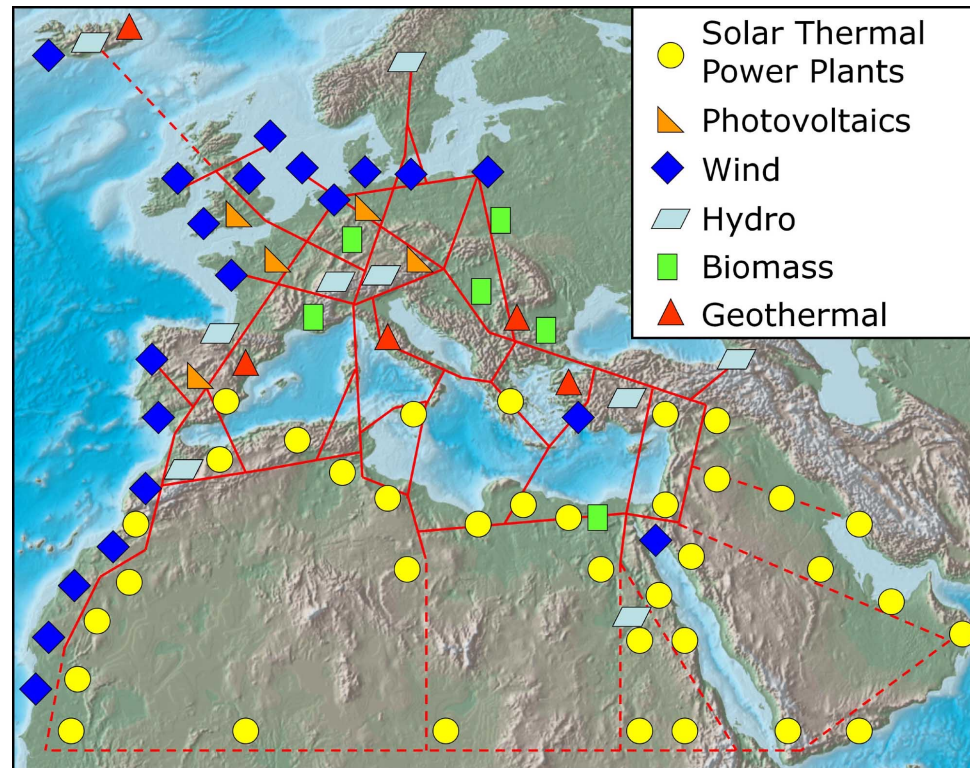 Solar Thermal
Power Plants
Photovoltaics
Wind
Hydro
Biomass
Geothermal